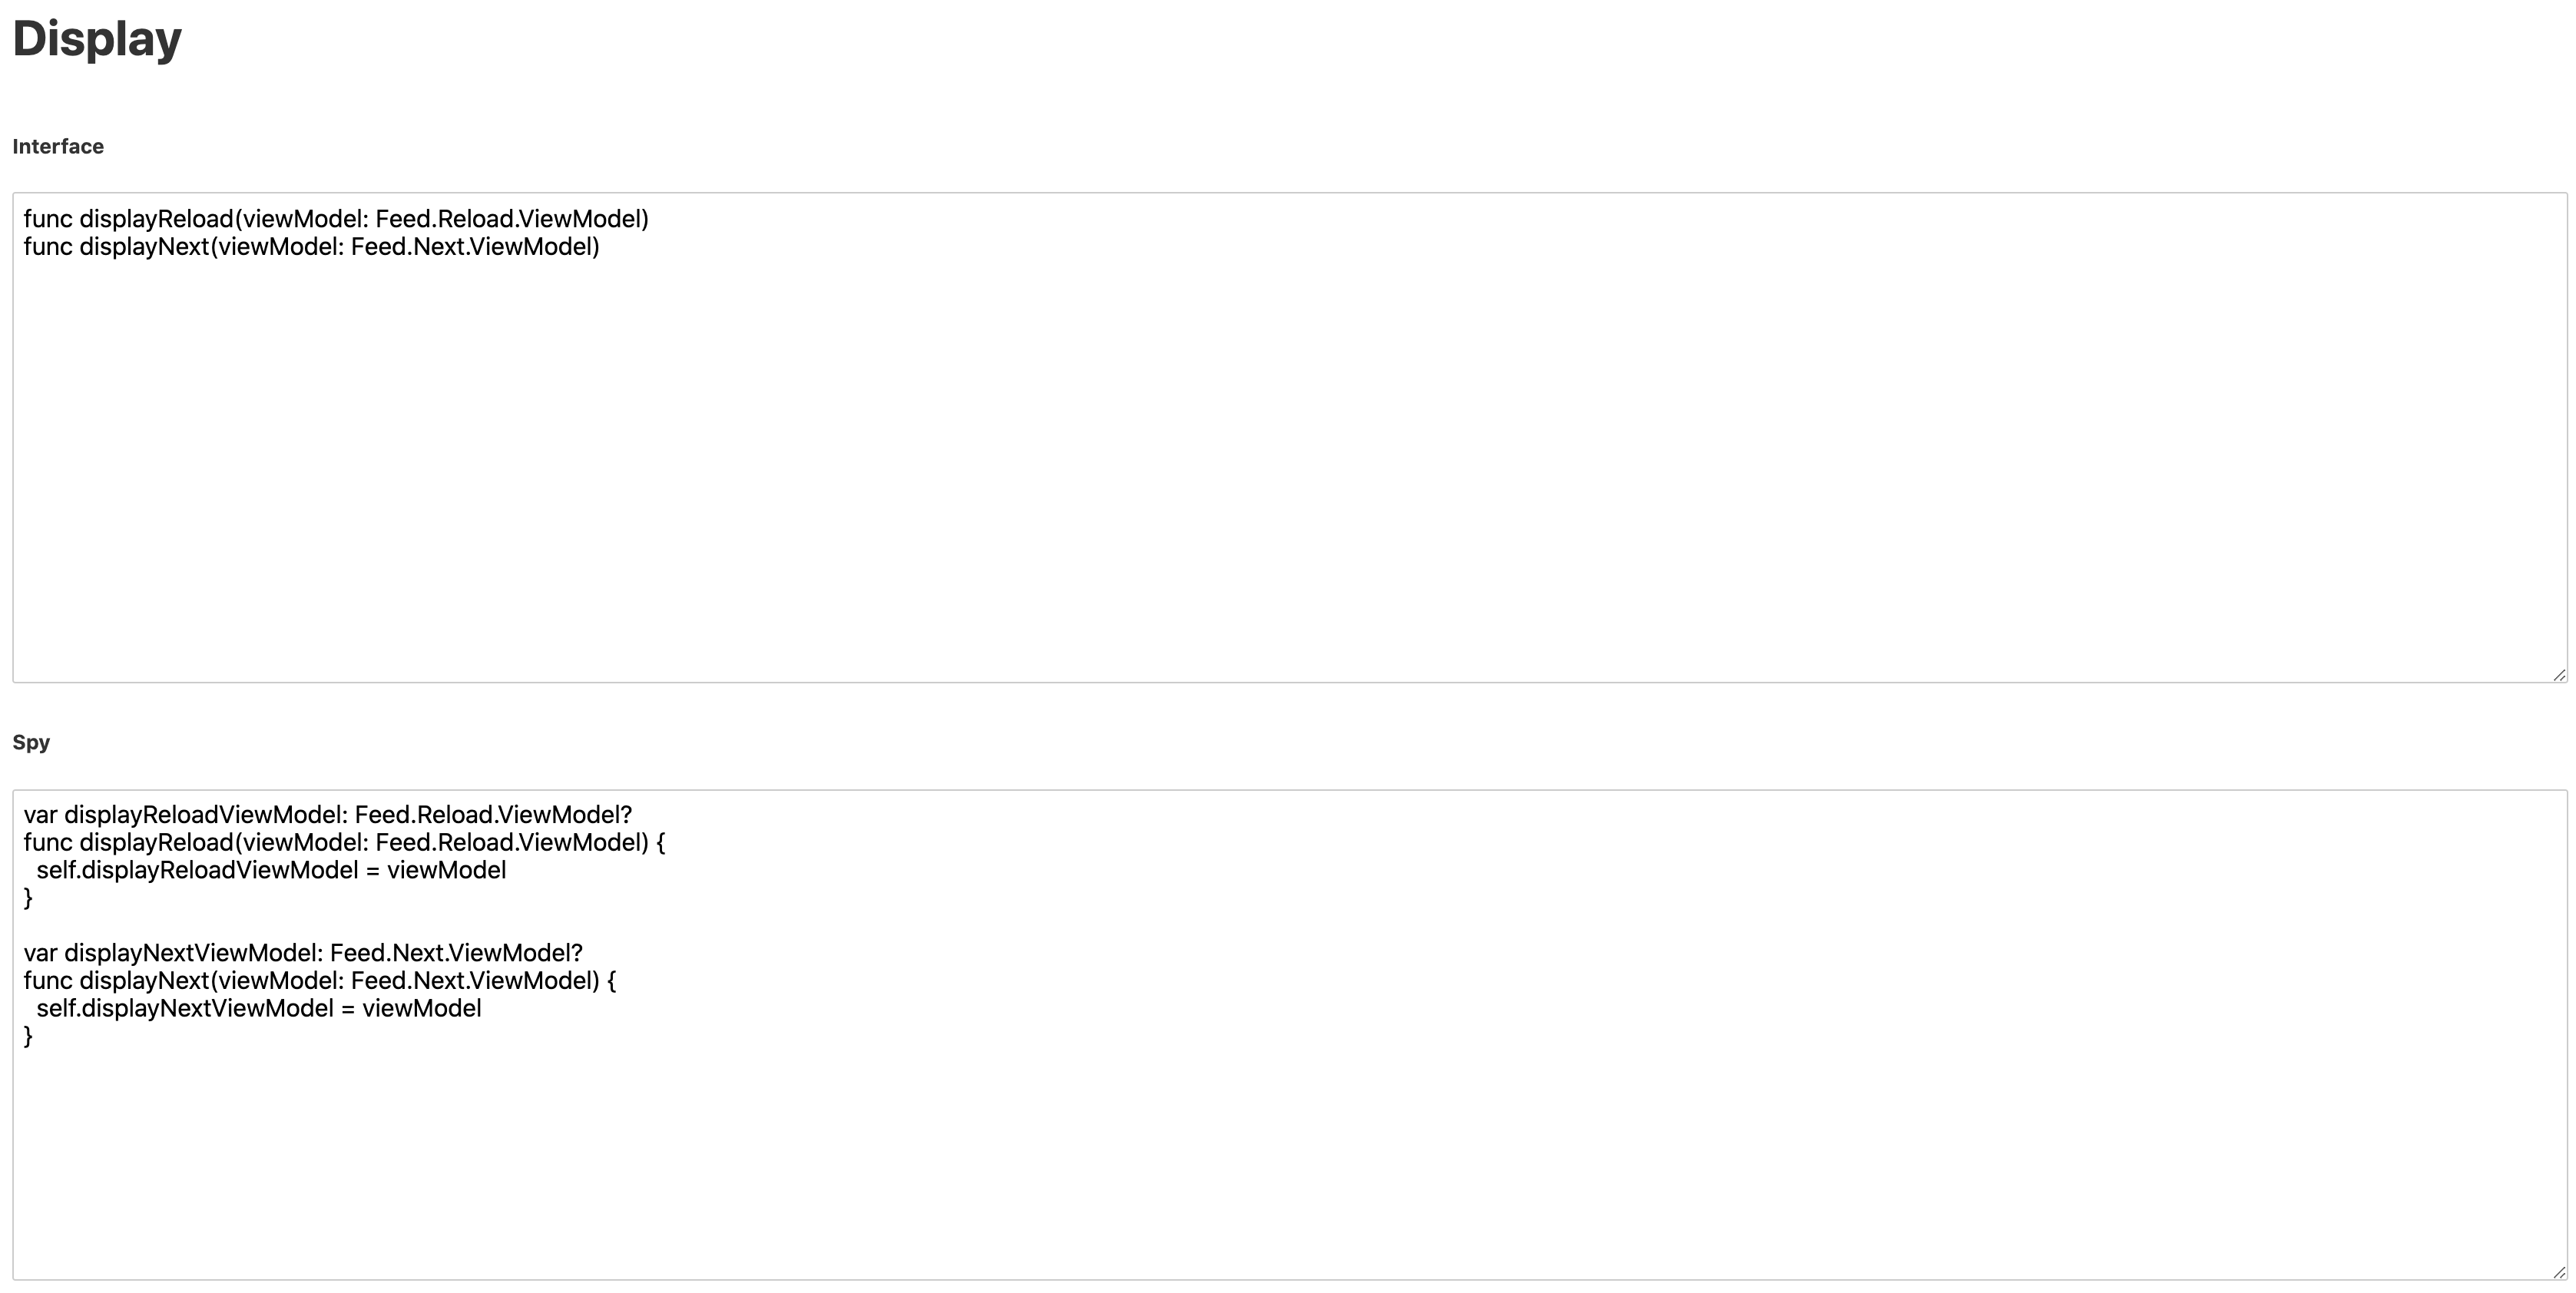 Display
Interface
func displayReload(viewModel: Feed.Reload.ViewModel)
func displayNext(viewModel: Feed.Next.ViewModel)
Spy
var displayReloadViewModel: Feed.Reload.ViewModel?
func displayReload(viewModel: Feed.Reload.ViewModel) {
  self.displayReloadViewModel = viewModel
}

var displayNextViewModel: Feed.Next.ViewModel?
func displayNext(viewModel: Feed.Next.ViewModel) {
  self.displayNextViewModel = viewModel
}